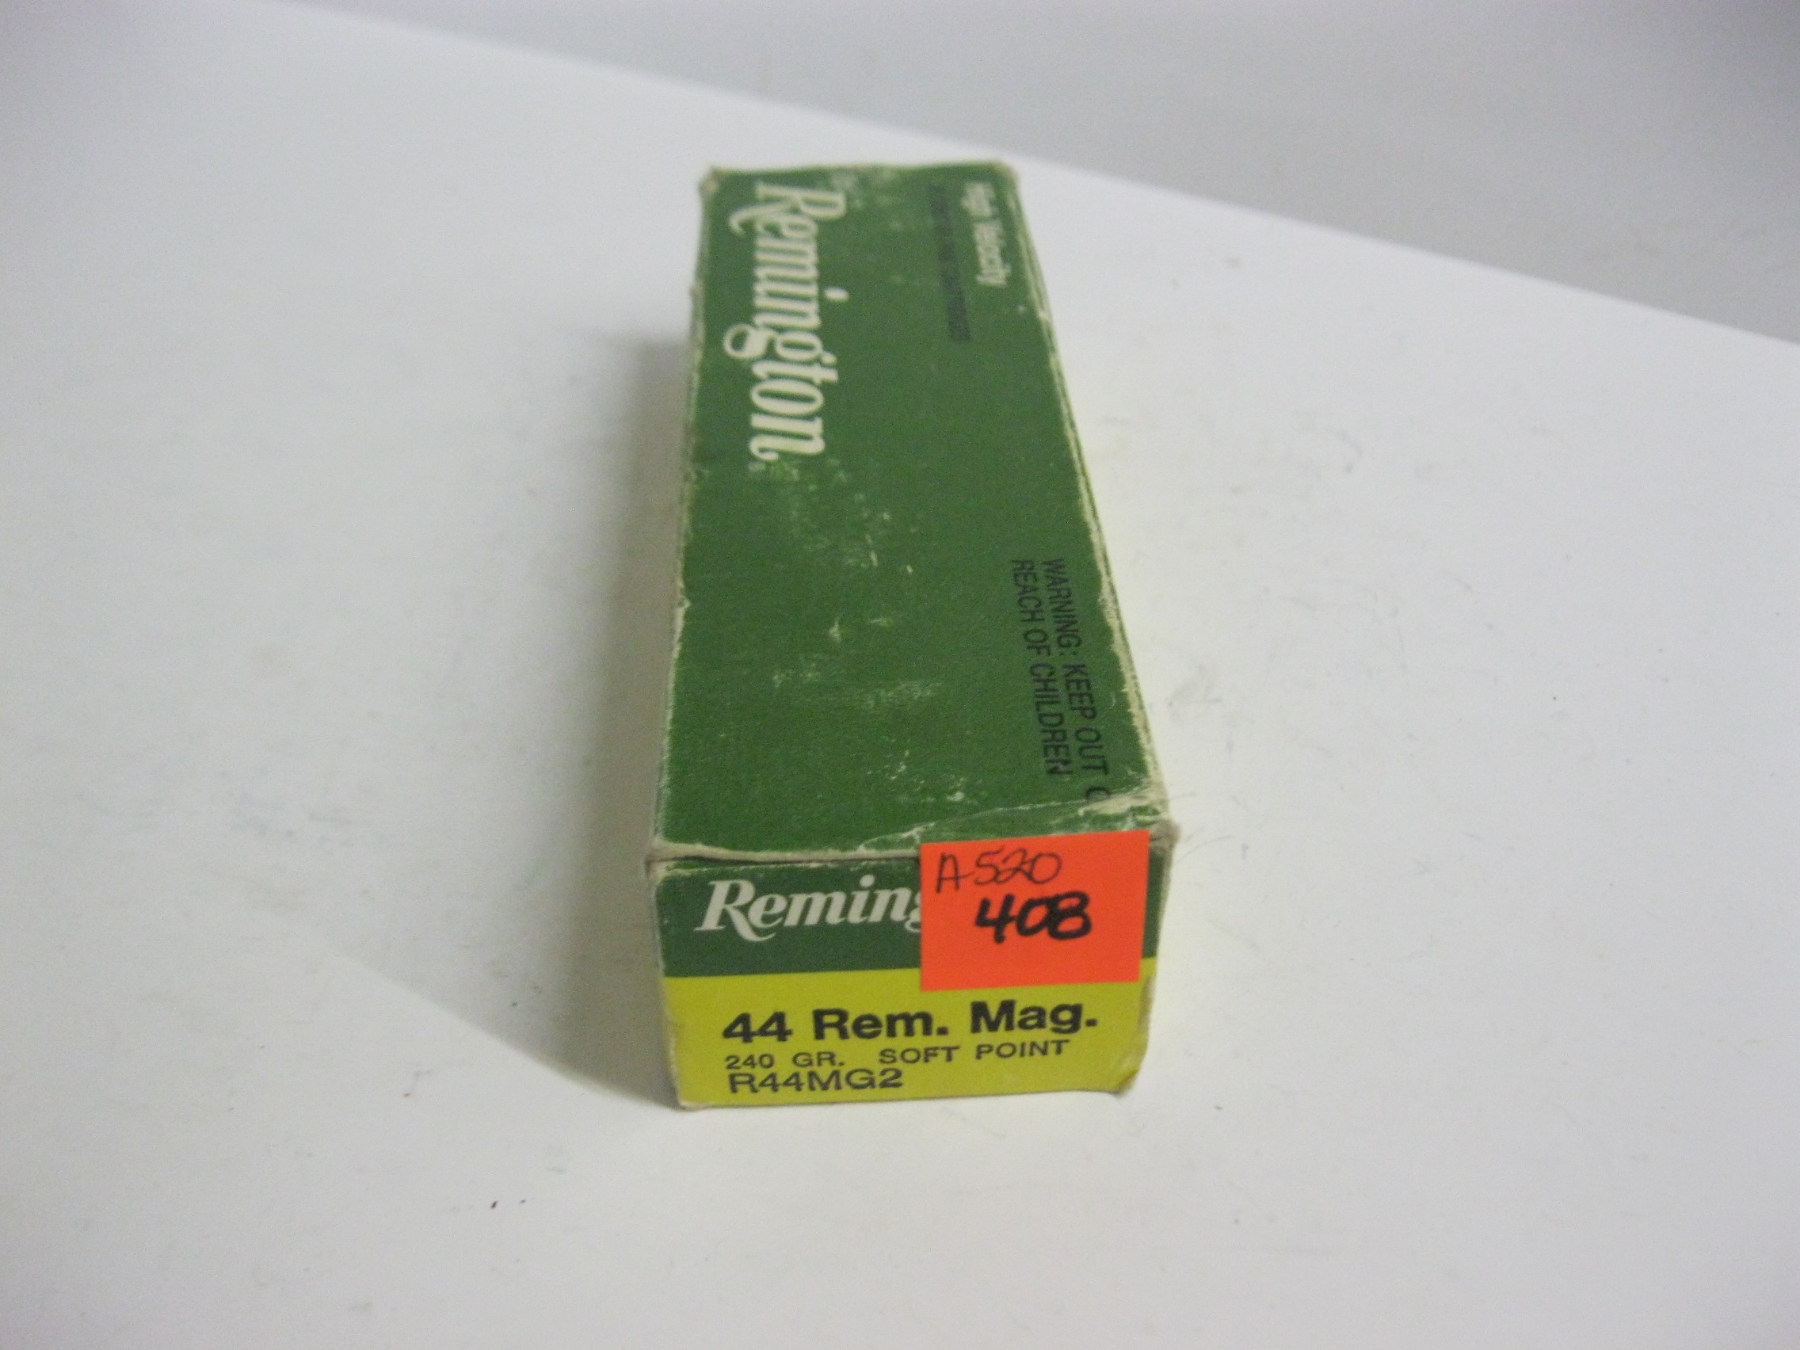 Remington
High Velocity
WARNING: KEEP OUT
REACH OF CHILDREN
A-520
408
Reming
44 Rem. Mag.
240 GR. SOFT POINT
R44MG2